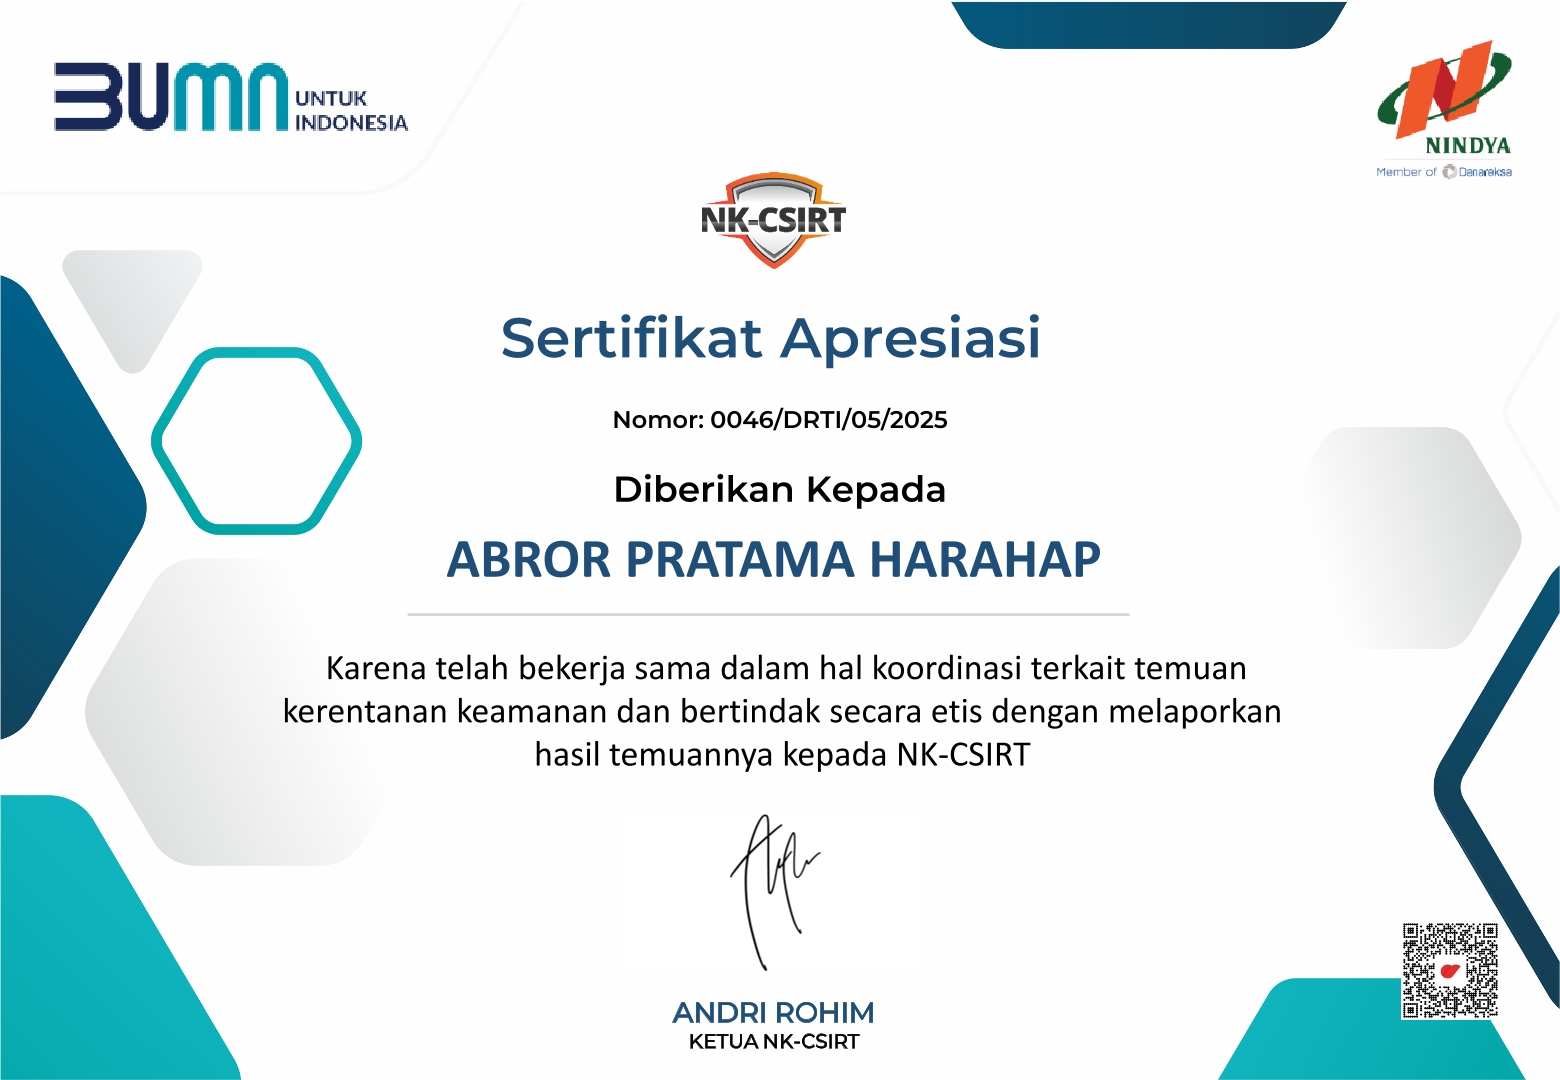 BUMN UNTUK
INDONESIA
NINDYA
Member of Danareksa
NK-CSIRT
Sertifikat Apresiasi
Nomor: 0046/DRTI/05/2025
Diberikan Kepada
ABROR PRATAMA HARAHAP
Karena telah bekerja sama dalam hal koordinasi terkait temuan
kerentanan keamanan dan bertindak secara etis dengan melaporkan
hasil temuannya kepada NK-CSIRT
ANDRI ROHIM
KETUA NK-CSIRT